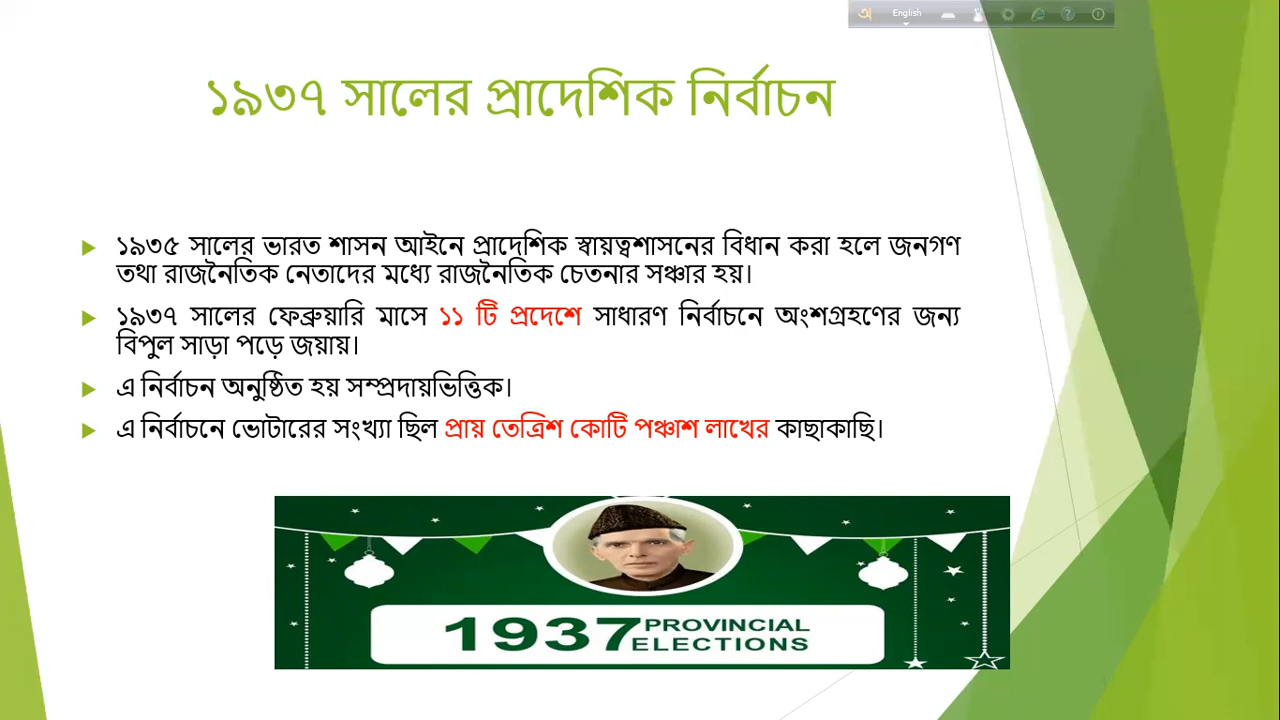 অ English
১৯৩৭ সালের প্রাদেশিক নির্বাচন
১৯৩৫ সালের ভারত শাসন আইনে প্রাদেশিক স্বায়ত্বশাসনের বিধান করা হলে জনগণ
তথা রাজনৈতিক নেতাদের মধ্যে রাজনৈতিক চেতনার সঞ্চার হয়।
১৯৩৭ সালের ফেব্রুয়ারি মাসে ১১ টি প্রদেশে সাধারণ নির্বাচনে অংশগ্রহণের জন্য
বিপুল সাড়া পড়ে জয়ায়।
এ নির্বাচন অনুষ্ঠিত হয় সম্প্রদায়ভিত্তিক।
এ নির্বাচনে ভোটারের সংখ্যা ছিল প্রায় তেত্রিশ কোটি পঞ্চাশ লাখের কাছাকাছি।
1937 PROVINCIAL
ELECTIONS